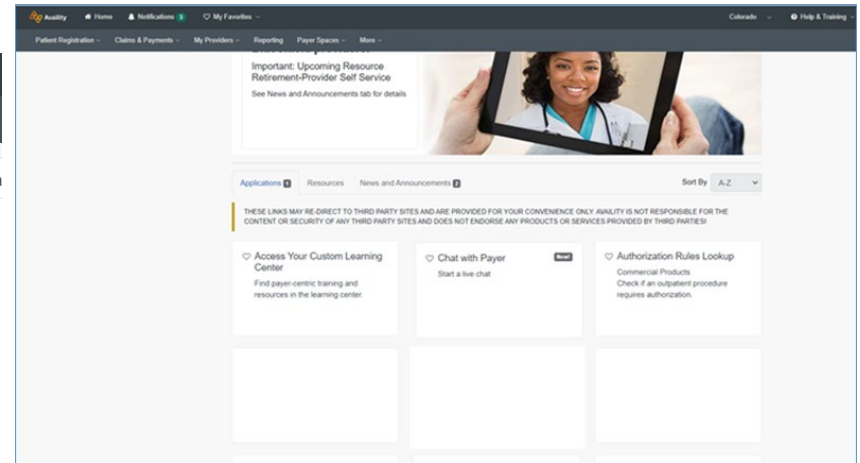 Availity Home Notifications 3 My Favorites Colorado Help & Training
Patient Registration Claims & Payments My Providers Reporting Payer Spaces More
Important: Upcoming Resource
Retirement-Provider Self Service
See News and Announcements tab for details
Applications 1 Resources News and Announcements 2 Sort By A-Z
THESE LINKS MAY RE-DIRECT TO THIRD PARTY SITES AND ARE PROVIDED FOR YOUR CONVENIENCE ONLY AVAILITY IS NOT RESPONSIBLE FOR THE
CONTENT OR SECURITY OF ANY THIRD PARTY SITES AND DOES NOT ENDORSE ANY PRODUCTS OR SERVICES PROVIDED BY THIRD PARTIES!
Access Your Custom Learning
Center
Find payer-centric training and
resources in the learning center.
Chat with Payer New!
Start a live chat
Authorization Rules Lookup
Commercial Products
Check if an outpatient procedure
requires authorization.